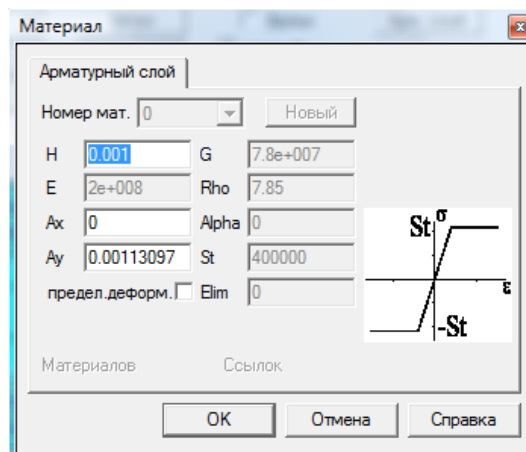 Материал
Арматурный слой
Номер мат. 0 Новый
H 0.001 G 7.8e+007
E 2e+008 Rho 7.85
Ax 0 Alpha 0
Ay 0.00113097 St 400000
предел.деформ. Elim 0
St σ
ε
-St
Материалов Ссылок
OK Отмена Справка